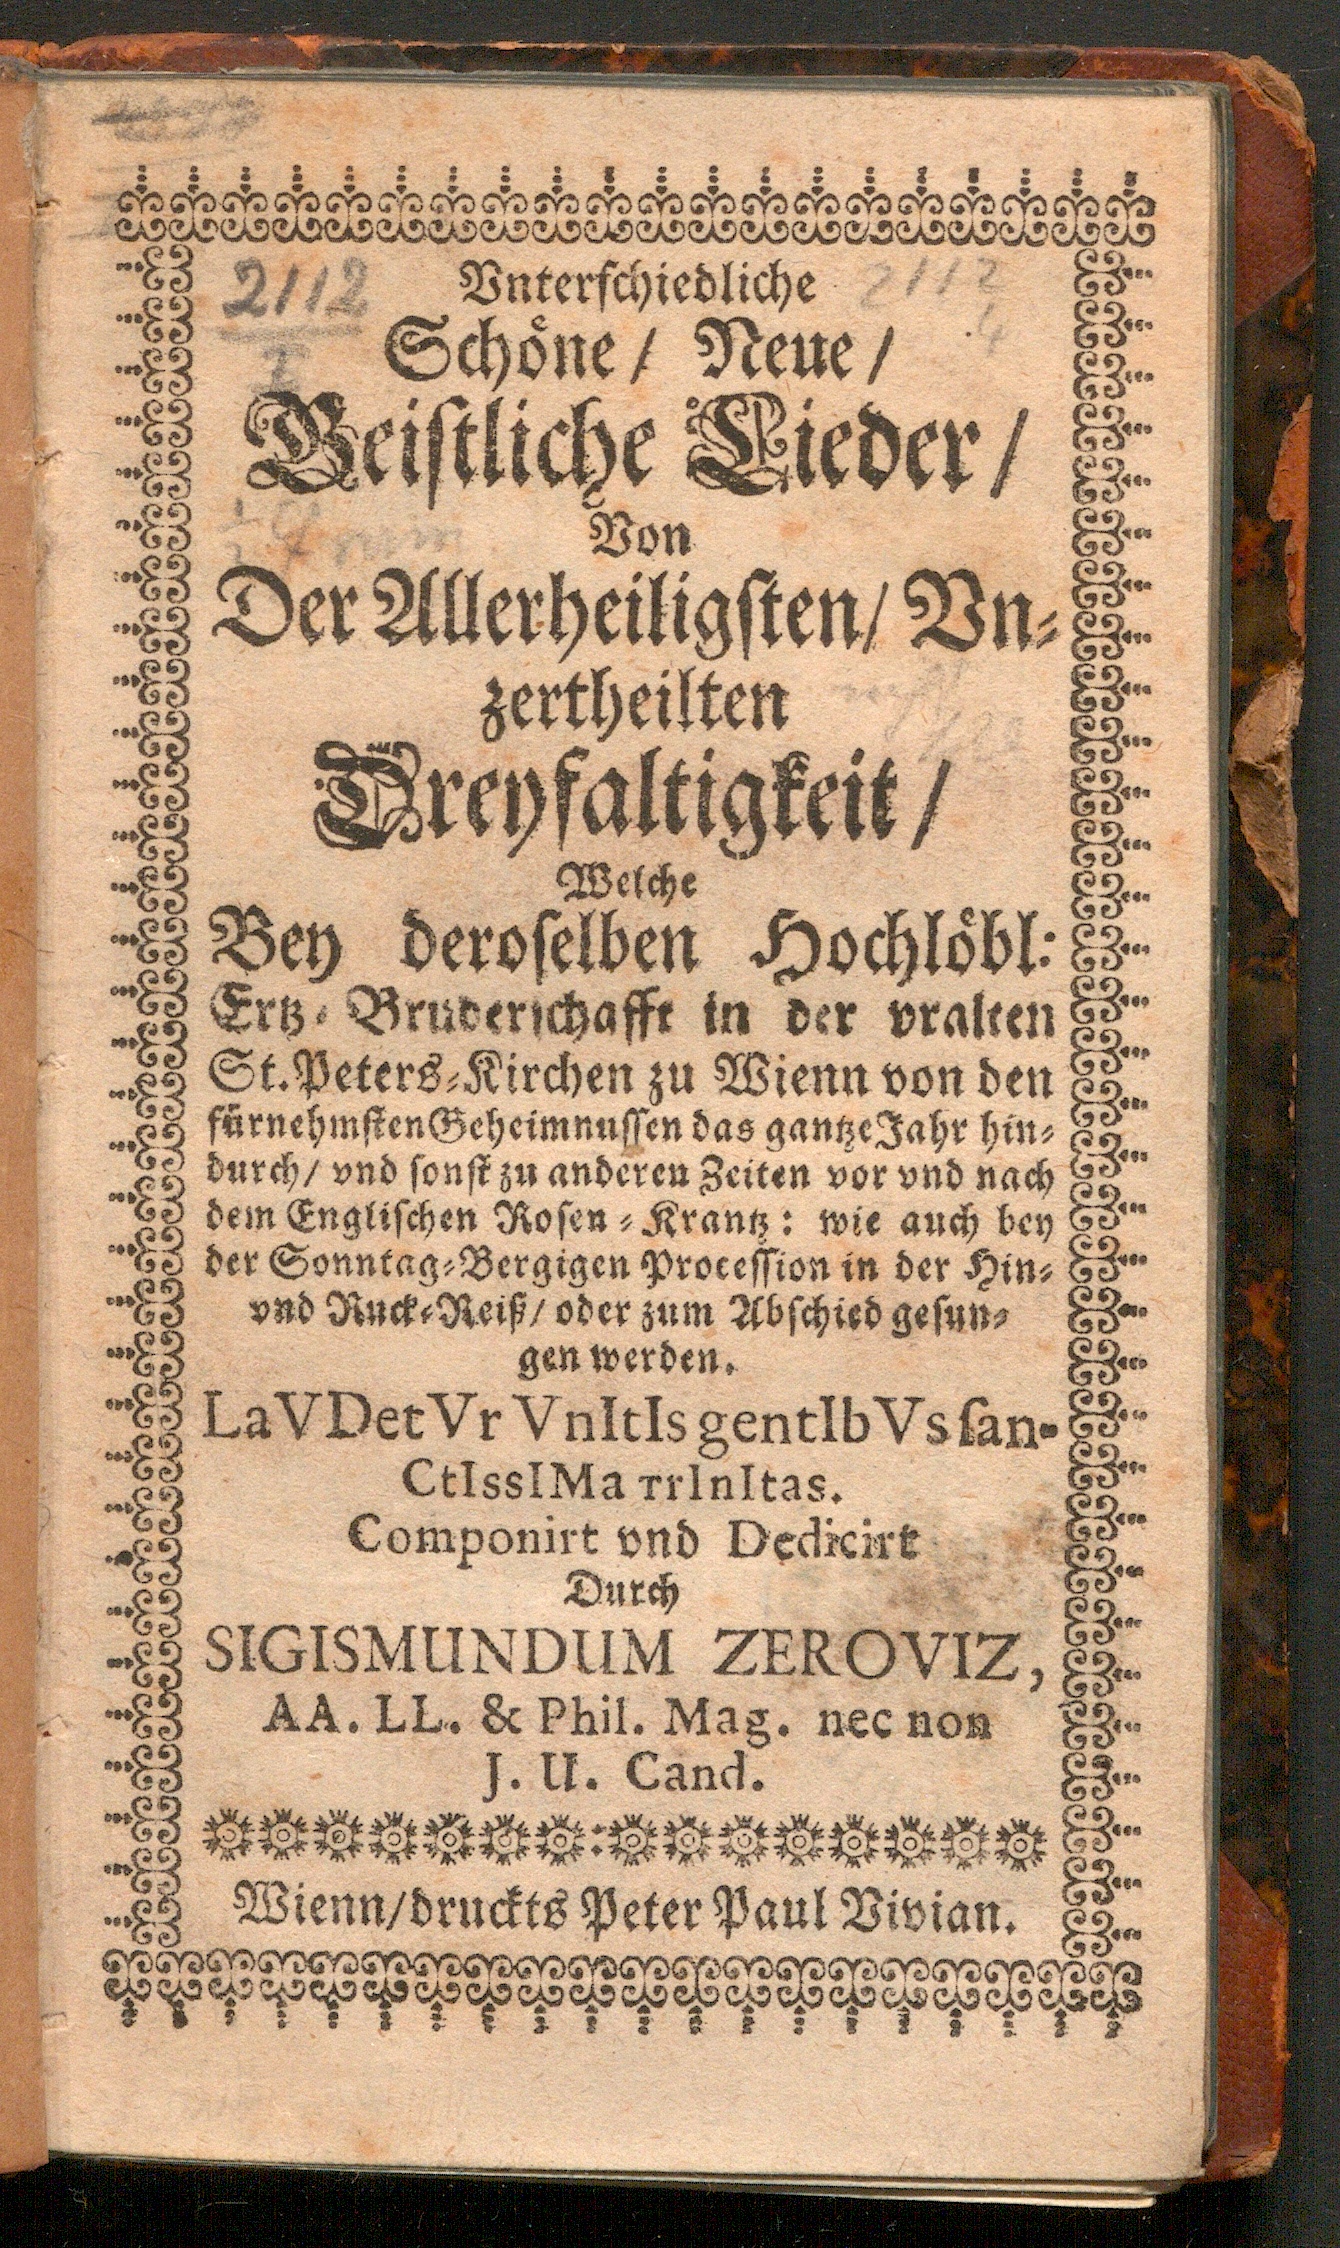 2112
2112
I
4
Vnterschiedliche
Schöne / Neue /
Geistliche Lieder /
Von
Der Allerheiligsten / Vn-
zertheilten
Dreyfaltigkeit /
Welche
Bey deroselben Hochlöbl:
Ertz-Bruderschafft in der vralten
St. Peters-Kirchen zu Wienn von den
fürnehmsten Geheimnussen das gantze Jahr hin-
durch / vnd sonst zu anderen Zeiten vor vnd nach
dem Englischen Rosen-Krantz: wie auch bey
der Sonntag-Bergigen Procession in der Hin-
vnd Ruck-Reiß / oder zum Abschied gesun-
gen werden.
LaVDetVr VnItIs gentIbVs san-
CtIssIMa trInItas.
Componirt vnd Dedicirt
Durch
SIGISMUNDUM ZEROVIZ,
AA. LL. & Phil. Mag. nec non
J. U. Cand.
Wienn / druckts Peter Paul Vivian.